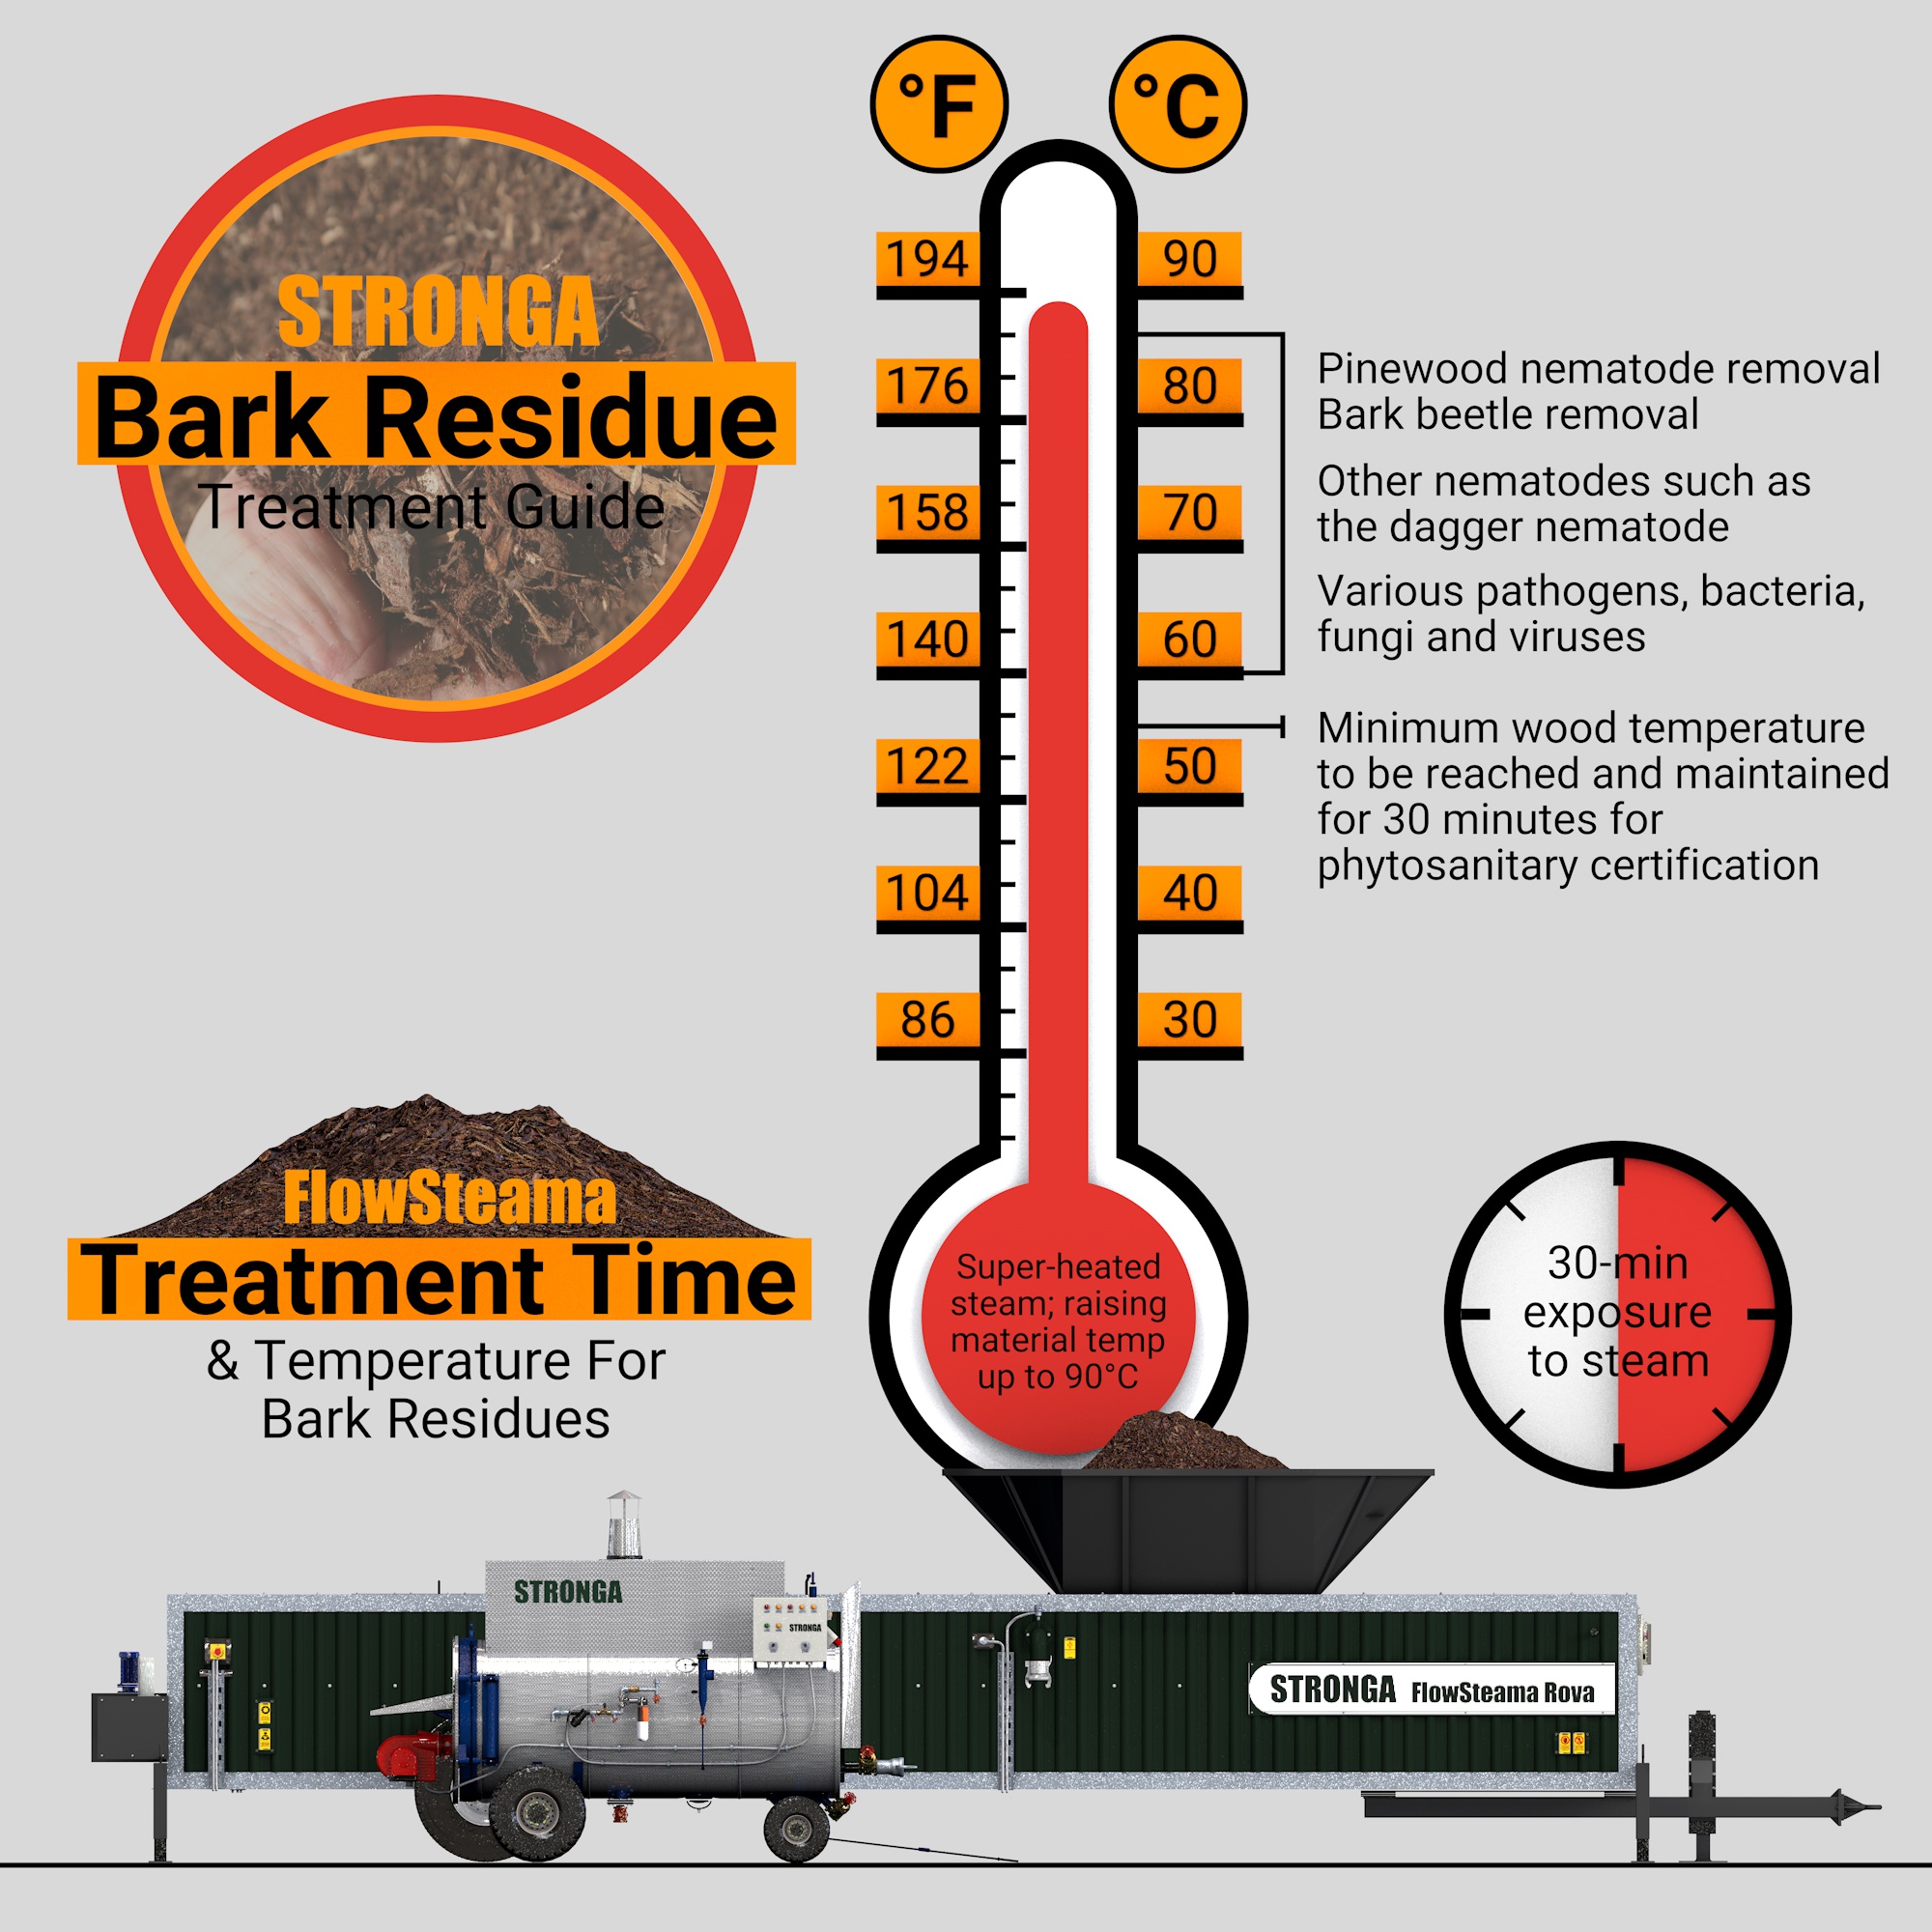 STRONGA
Bark Residue
Treatment Guide
°F
°C
194
90
176
80
158
70
140
60
122
50
104
40
86
30
Pinewood nematode removal
Bark beetle removal
Other nematodes such as
the dagger nematode
Various pathogens, bacteria,
fungi and viruses
Minimum wood temperature
to be reached and maintained
for 30 minutes for
phytosanitary certification
FlowSteama
Treatment Time
& Temperature For
Bark Residues
Super-heated
steam; raising
material temp
up to 90°C
30-min
exposure
to steam
STRONGA
STRONGA
STRONGA FlowSteama Rova